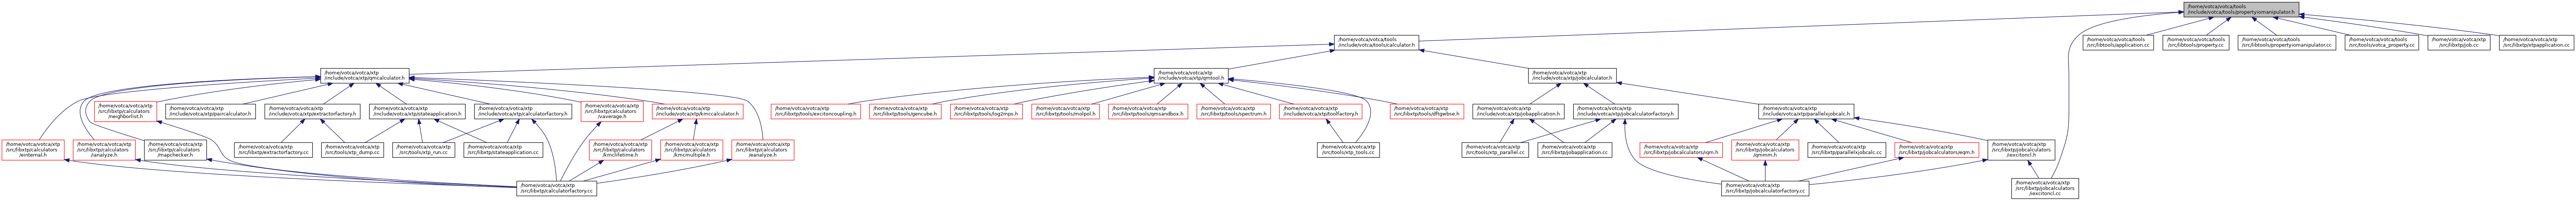 /home/votca/votca/tools
/include/votca/tools/propertyiomanipulator.h
/home/votca/votca/tools
/include/votca/tools/calculator.h
/home/votca/votca/tools
/src/libtools/application.cc
/home/votca/votca/tools
/src/libtools/property.cc
/home/votca/votca/tools
/src/libtools/propertyiomanipulator.cc
/home/votca/votca/tools
/src/tools/votca_property.cc
/home/votca/votca/xtp
/src/libxtp/job.cc
/home/votca/votca/xtp
/src/libxtp/xtpapplication.cc
/home/votca/votca/xtp
/include/votca/xtp/qmcalculator.h
/home/votca/votca/xtp
/include/votca/xtp/qmtool.h
/home/votca/votca/xtp
/include/votca/xtp/jobcalculator.h
/home/votca/votca/xtp
/src/libxtp/calculators
/neighborlist.h
/home/votca/votca/xtp
/include/votca/xtp/paircalculator.h
/home/votca/votca/xtp
/include/votca/xtp/extractorfactory.h
/home/votca/votca/xtp
/include/votca/xtp/stateapplication.h
/home/votca/votca/xtp
/include/votca/xtp/calculatorfactory.h
/home/votca/votca/xtp
/src/libxtp/calculators
/vaverage.h
/home/votca/votca/xtp
/include/votca/xtp/kmccalculator.h
/home/votca/votca/xtp
/src/libxtp/tools/excitoncoupling.h
/home/votca/votca/xtp
/src/libxtp/tools/gencube.h
/home/votca/votca/xtp
/src/libxtp/tools/log2mps.h
/home/votca/votca/xtp
/src/libxtp/tools/molpol.h
/home/votca/votca/xtp
/src/libxtp/tools/qmsandbox.h
/home/votca/votca/xtp
/src/libxtp/tools/spectrum.h
/home/votca/votca/xtp
/include/votca/xtp/toolfactory.h
/home/votca/votca/xtp
/src/libxtp/tools/dftgwbse.h
/home/votca/votca/xtp
/include/votca/xtp/jobapplication.h
/home/votca/votca/xtp
/include/votca/xtp/jobcalculatorfactory.h
/home/votca/votca/xtp
/include/votca/xtp/parallelxjobcalc.h
/home/votca/votca/xtp
/src/libxtp/calculators
/einternal.h
/home/votca/votca/xtp
/src/libxtp/calculators
/ianalyze.h
/home/votca/votca/xtp
/src/libxtp/calculators
/mapchecker.h
/home/votca/votca/xtp
/src/libxtp/extractorfactory.cc
/home/votca/votca/xtp
/src/tools/xtp_dump.cc
/home/votca/votca/xtp
/src/tools/xtp_run.cc
/home/votca/votca/xtp
/src/libxtp/stateapplication.cc
/home/votca/votca/xtp
/src/libxtp/calculators
/kmclifetime.h
/home/votca/votca/xtp
/src/libxtp/calculators
/kmcmultiple.h
/home/votca/votca/xtp
/src/libxtp/calculators
/eanalyze.h
/home/votca/votca/xtp
/src/tools/xtp_tools.cc
/home/votca/votca/xtp
/src/tools/xtp_parallel.cc
/home/votca/votca/xtp
/src/libxtp/jobapplication.cc
/home/votca/votca/xtp
/src/libxtp/jobcalculators/iqm.h
/home/votca/votca/xtp
/src/libxtp/jobcalculators
/qmmm.h
/home/votca/votca/xtp
/src/libxtp/parallelxjobcalc.cc
/home/votca/votca/xtp
/src/libxtp/jobcalculators/eqm.h
/home/votca/votca/xtp
/src/libxtp/jobcalculators
/iexcitoncl.h
/home/votca/votca/xtp
/src/libxtp/calculatorfactory.cc
/home/votca/votca/xtp
/src/libxtp/jobcalculatorfactory.cc
/home/votca/votca/xtp
/src/libxtp/jobcalculators
/iexcitoncl.cc